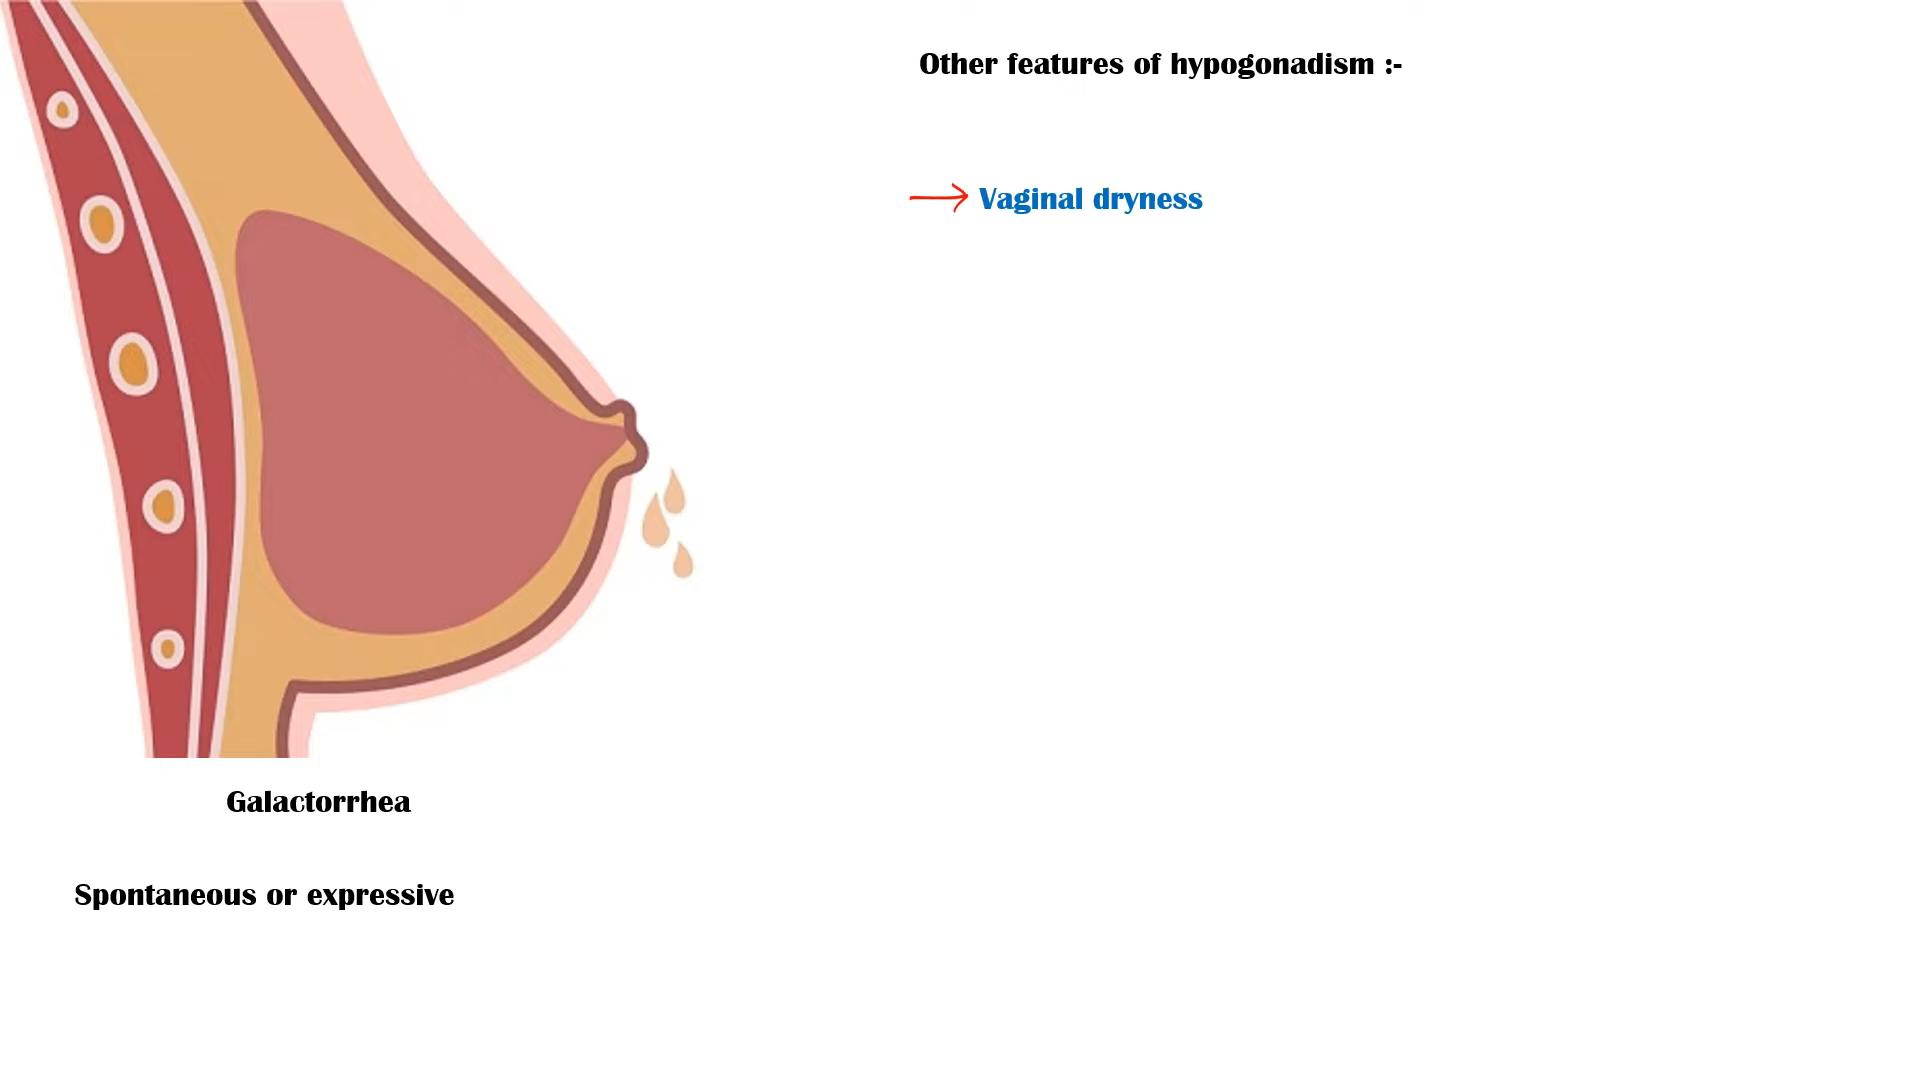 Other features of hypogonadism :-
Vaginal dryness
Galactorrhea
Spontaneous or expressive